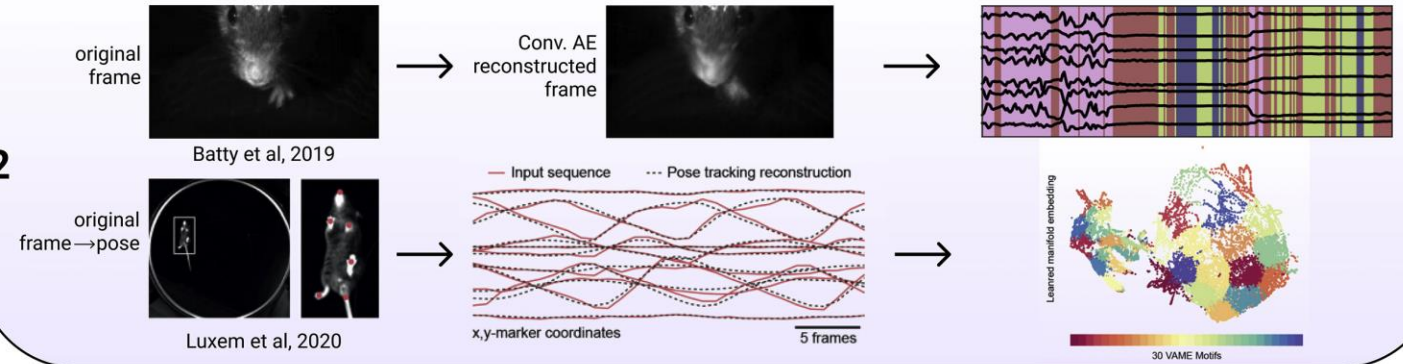 original
frame
Conv. AE
reconstructed
frame
Batty et al, 2019
2
original
frame→pose
Input sequence
Pose tracking reconstruction
x,y-marker coordinates
5 frames
Luxem et al, 2020
Leanred manifold embedding
30 VAME Motifs